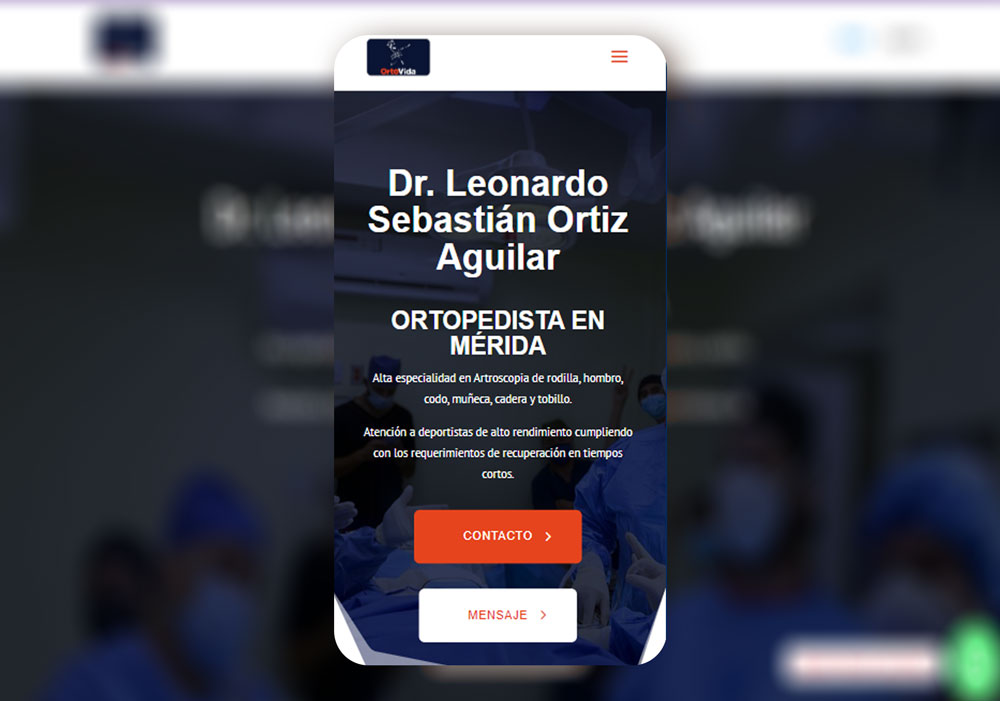 OrtoVida
Dr. Leonardo
Sebastián Ortiz
Aguilar
ORTOPEDISTA EN
MÉRIDA
Alta especialidad en Artroscopia de rodilla, hombro,
codo, muñeca, cadera y tobillo.
Atención a deportistas de alto rendimiento cumpliendo
con los requerimientos de recuperación en tiempos
cortos.
CONTACTO
MENSAJE